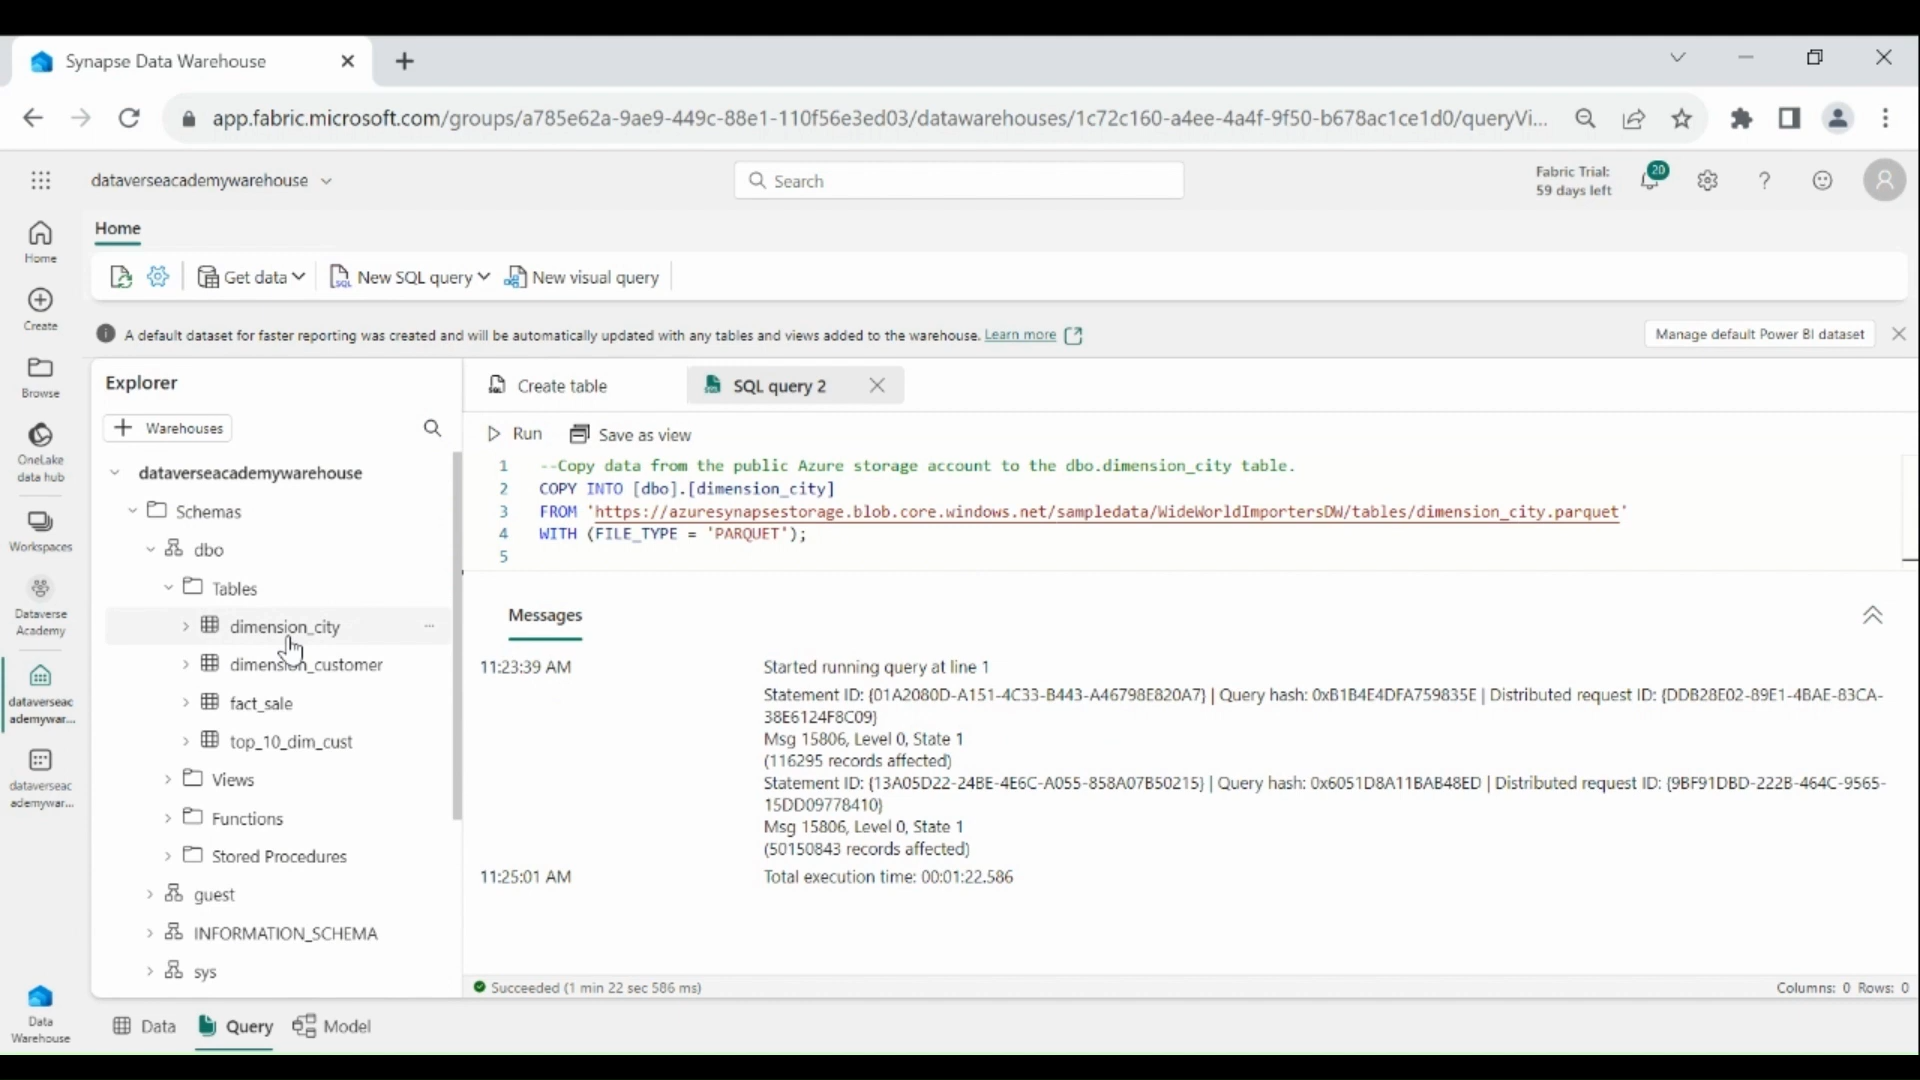 Synapse Data Warehouse
app.fabric.microsoft.com/groups/a785e62a-9ae9-449c-88e1-110f56e3ed03/datawarehouses/1c72c160-a4ee-4a4f-9f50-b678ac1ce1d0/queryVi...
dataverseacademywarehouse
Search
Fabric Trial:
59 days left
20
Home
Get data
New SQL query
New visual query
A default dataset for faster reporting was created and will be automatically updated with any tables and views added to the warehouse. Learn more
Manage default Power BI dataset
Home
Create
Browse
OneLake
data hub
Workspaces
Dataverse
Academy
dataverseac
ademywar...
dataverseac
ademywar...
Data
Warehouse
Explorer
Warehouses
dataverseacademywarehouse
Schemas
dbo
Tables
dimension_city
dimension_customer
fact_sale
top_10_dim_cust
Views
Functions
Stored Procedures
guest
INFORMATION_SCHEMA
sys
Create table
SQL query 2
Run
Save as view
1 --Copy data from the public Azure storage account to the dbo.dimension_city table.
2 COPY INTO [dbo].[dimension_city]
3 FROM 'https://azuresynapsestorage.blob.core.windows.net/sampledata/WideWorldImportersDW/tables/dimension_city.parquet'
4 WITH (FILE_TYPE = 'PARQUET');
5
Messages
11:23:39 AM Started running query at line 1
Statement ID: {01A2080D-A151-4C33-B443-A46798E820A7} | Query hash: 0xB1B4E4DFA759835E | Distributed request ID: {DDB28E02-89E1-4BAE-83CA-
38E6124F8C09}
Msg 15806, Level 0, State 1
(116295 records affected)
Statement ID: {13A05D22-24BE-4E6C-A055-858A07B50215} | Query hash: 0x6051D8A11BAB48ED | Distributed request ID: {9BF91DBD-222B-464C-9565-
15DD09778410}
Msg 15806, Level 0, State 1
(50150843 records affected)
11:25:01 AM Total execution time: 00:01:22.586
Succeeded (1 min 22 sec 586 ms)
Columns: 0 Rows: 0
Data
Query
Model